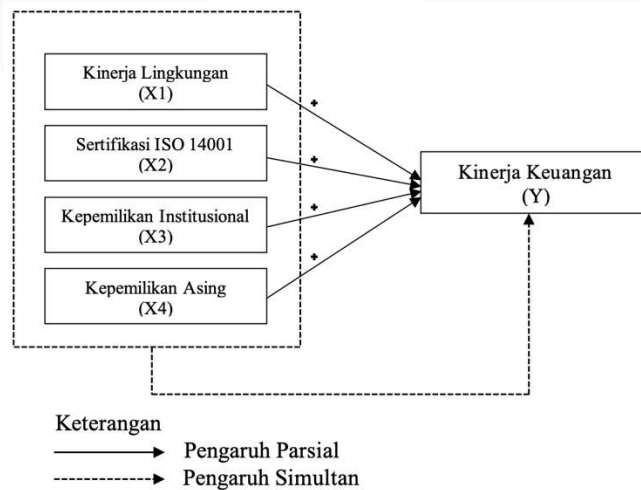 Kinerja Lingkungan
(X1)
+
Sertifikasi ISO 14001
(X2)
+
Kinerja Keuangan
(Y)
Kepemilikan Institusional
(X3)
+
Kepemilikan Asing
(X4)
+
Keterangan
Pengaruh Parsial
Pengaruh Simultan